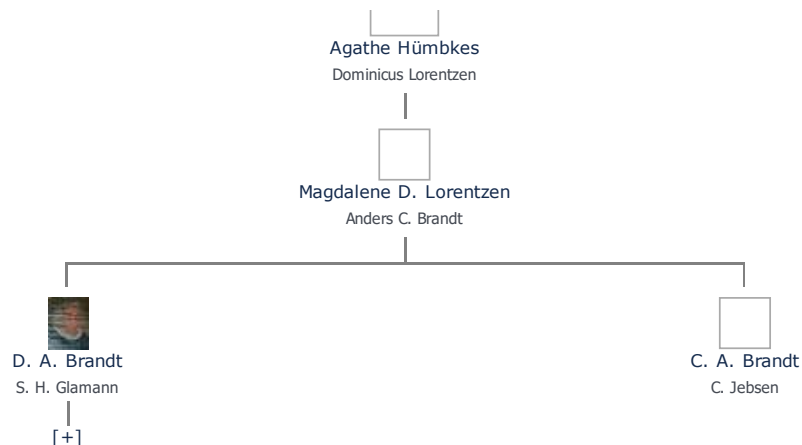 Agathe Hümbkes
Dominicus Lorentzen
Magdalene D. Lorentzen
Anders C. Brandt
D. A. Brandt
S. H. Glamann
[+]
C. A. Brandt
C. Jebsen